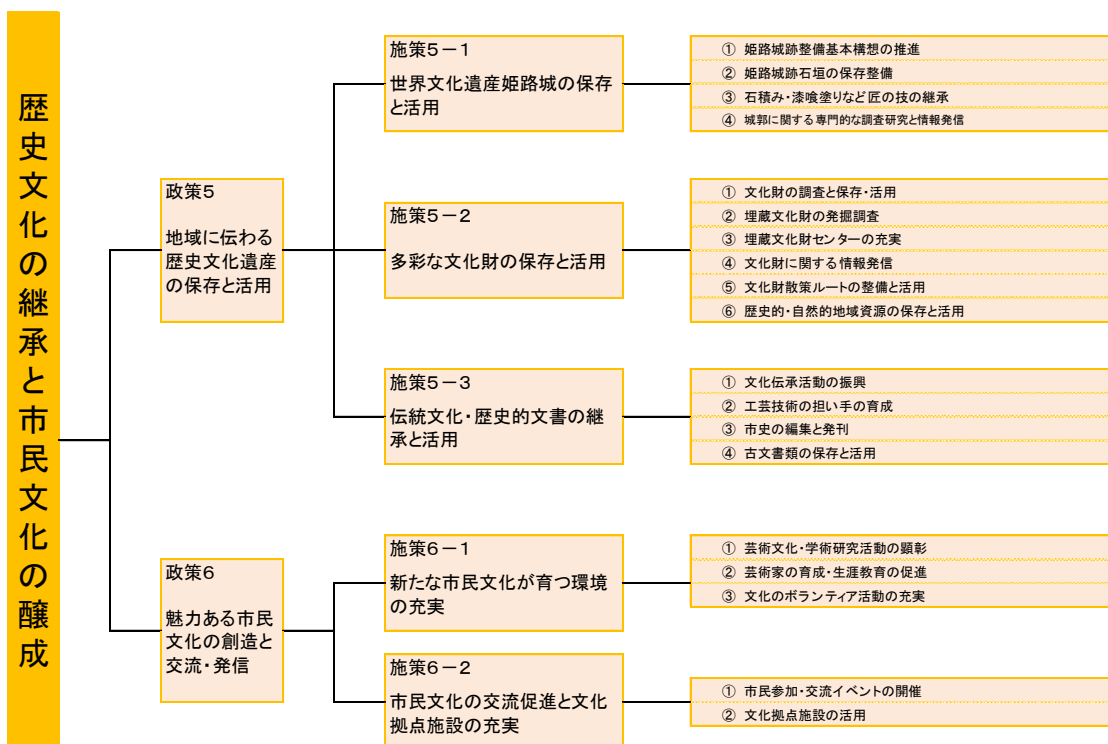 歴史文化の継承と市民文化の醸成
政策5
地域に伝わる
歴史文化遺産
の保存と活用
施策5-1
世界文化遺産姫路城の保存
と活用
① 姫路城跡整備基本構想の推進
② 姫路城跡石垣の保存整備
③ 石積み・漆喰塗りなど匠の技の継承
④ 城郭に関する専門的な調査研究と情報発信
施策5-2
多彩な文化財の保存と活用
① 文化財の調査と保存・活用
② 埋蔵文化財の発掘調査
③ 埋蔵文化財センターの充実
④ 文化財に関する情報発信
⑤ 文化財散策ルートの整備と活用
⑥ 歴史的・自然的地域資源の保存と活用
施策5-3
伝統文化・歴史的文書の継
承と活用
① 文化伝承活動の振興
② 工芸技術の担い手の育成
③ 市史の編集と発刊
④ 古文書類の保存と活用
政策6
魅力ある市民
文化の創造と
交流・発信
施策6-1
新たな市民文化が育つ環境
の充実
① 芸術文化・学術研究活動の顕彰
② 芸術家の育成・生涯教育の促進
③ 文化のボランティア活動の充実
施策6-2
市民文化の交流促進と文化
拠点施設の充実
① 市民参加・交流イベントの開催
② 文化拠点施設の活用